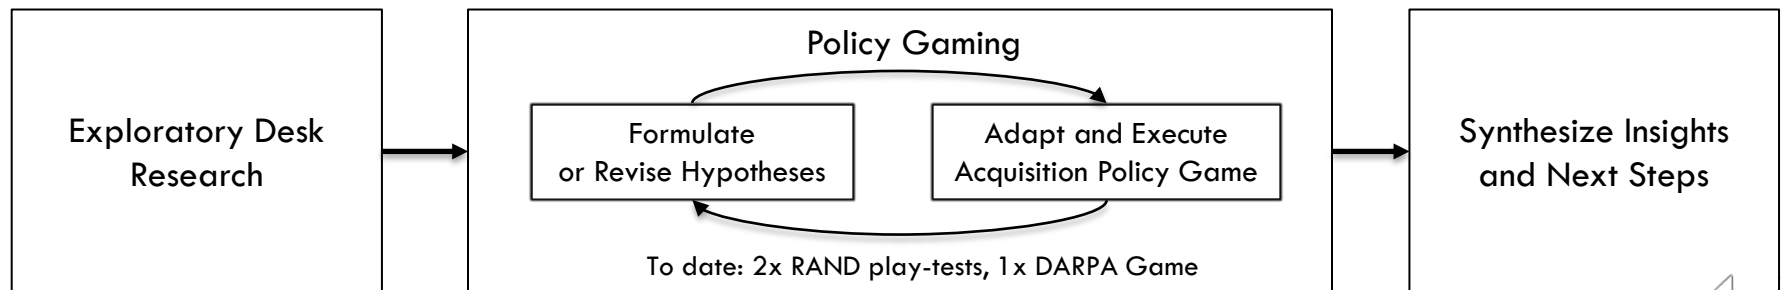 Exploratory Desk
Research
Policy Gaming
Formulate
or Revise Hypotheses
Adapt and Execute
Acquisition Policy Game
To date: 2x RAND play-tests, 1x DARPA Game
Synthesize Insights
and Next Steps